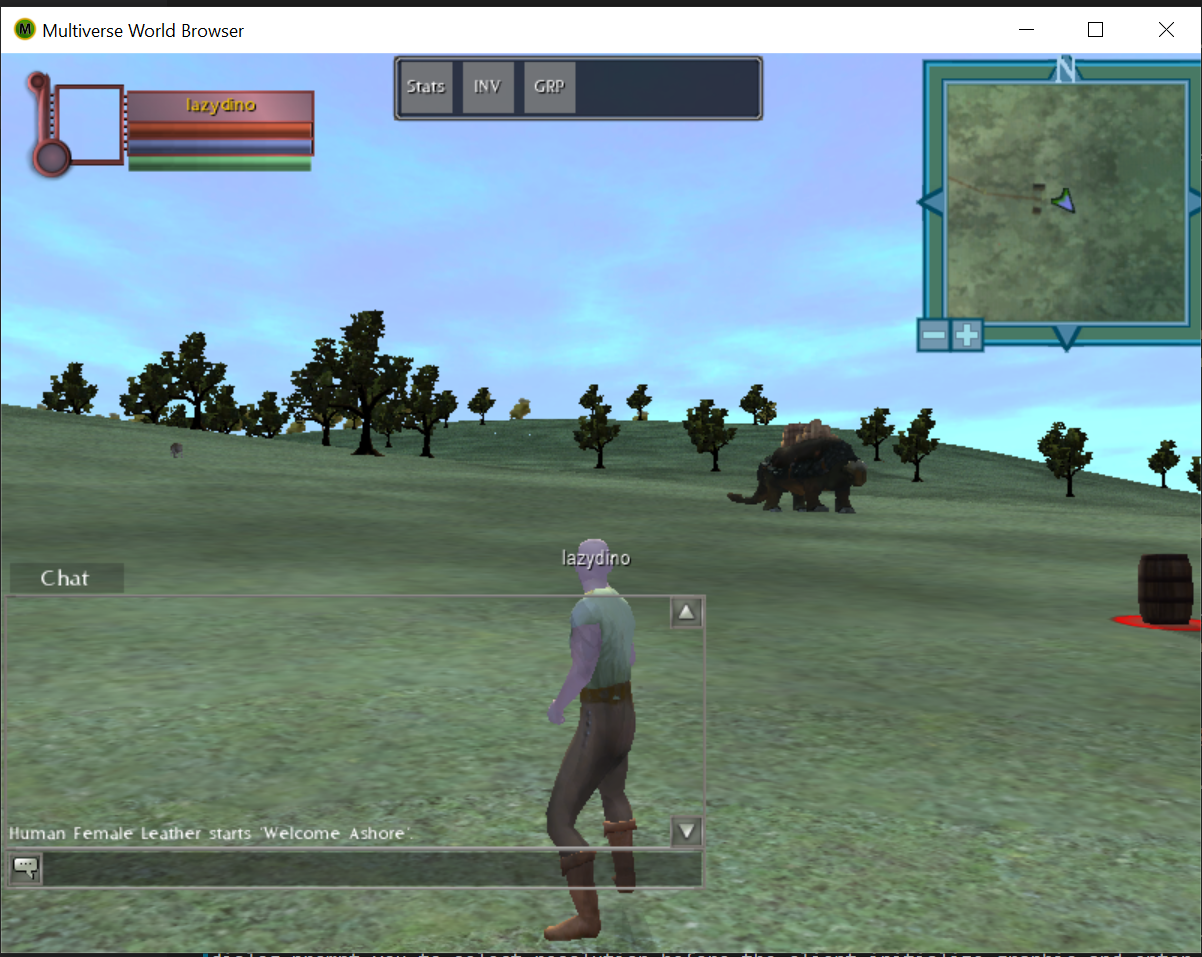 M Multiverse World Browser
lazydino
Stats INV GRP
N
lazydino
Chat
Human Female Leather starts 'Welcome Ashore'.